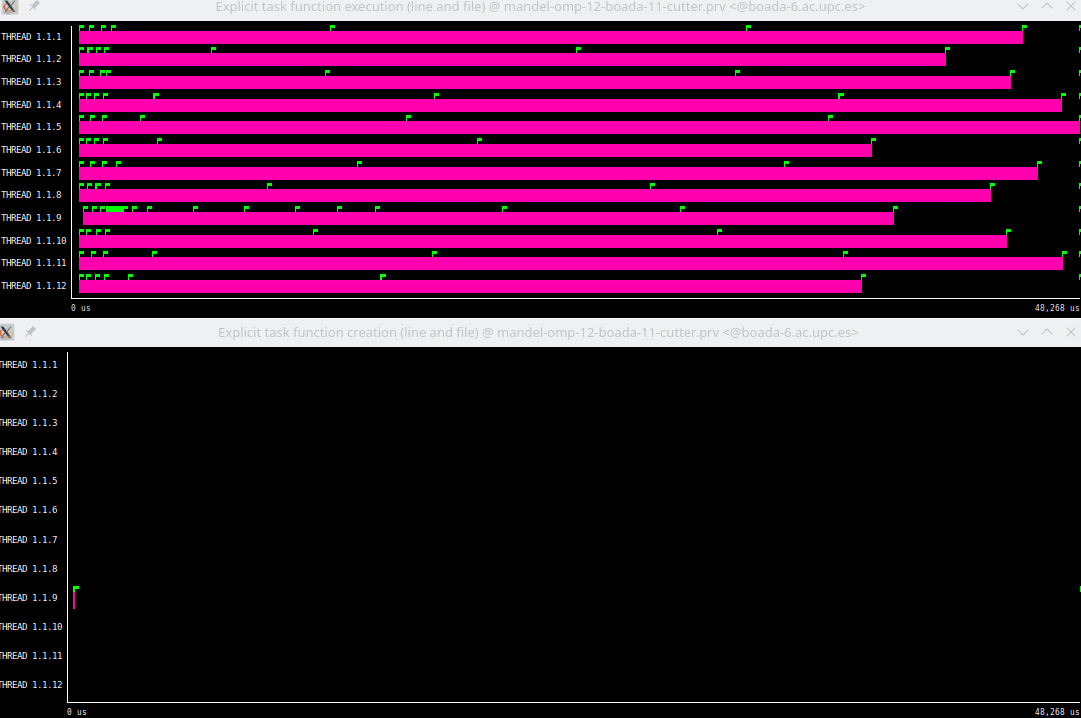 Explicit task function execution (line and file) @ mandel-omp-12-boada-11-cutter.prv <@boada-6.ac.upc.es>
THREAD 1.1.1
THREAD 1.1.2
THREAD 1.1.3
THREAD 1.1.4
THREAD 1.1.5
THREAD 1.1.6
THREAD 1.1.7
THREAD 1.1.8
THREAD 1.1.9
THREAD 1.1.10
THREAD 1.1.11
THREAD 1.1.12
0 us 48,268 us
Explicit task function creation (line and file) @ mandel-omp-12-boada-11-cutter.prv <@boada-6.ac.upc.es>
THREAD 1.1.1
THREAD 1.1.2
THREAD 1.1.3
THREAD 1.1.4
THREAD 1.1.5
THREAD 1.1.6
THREAD 1.1.7
THREAD 1.1.8
THREAD 1.1.9
THREAD 1.1.10
THREAD 1.1.11
THREAD 1.1.12
0 us 48,268 us